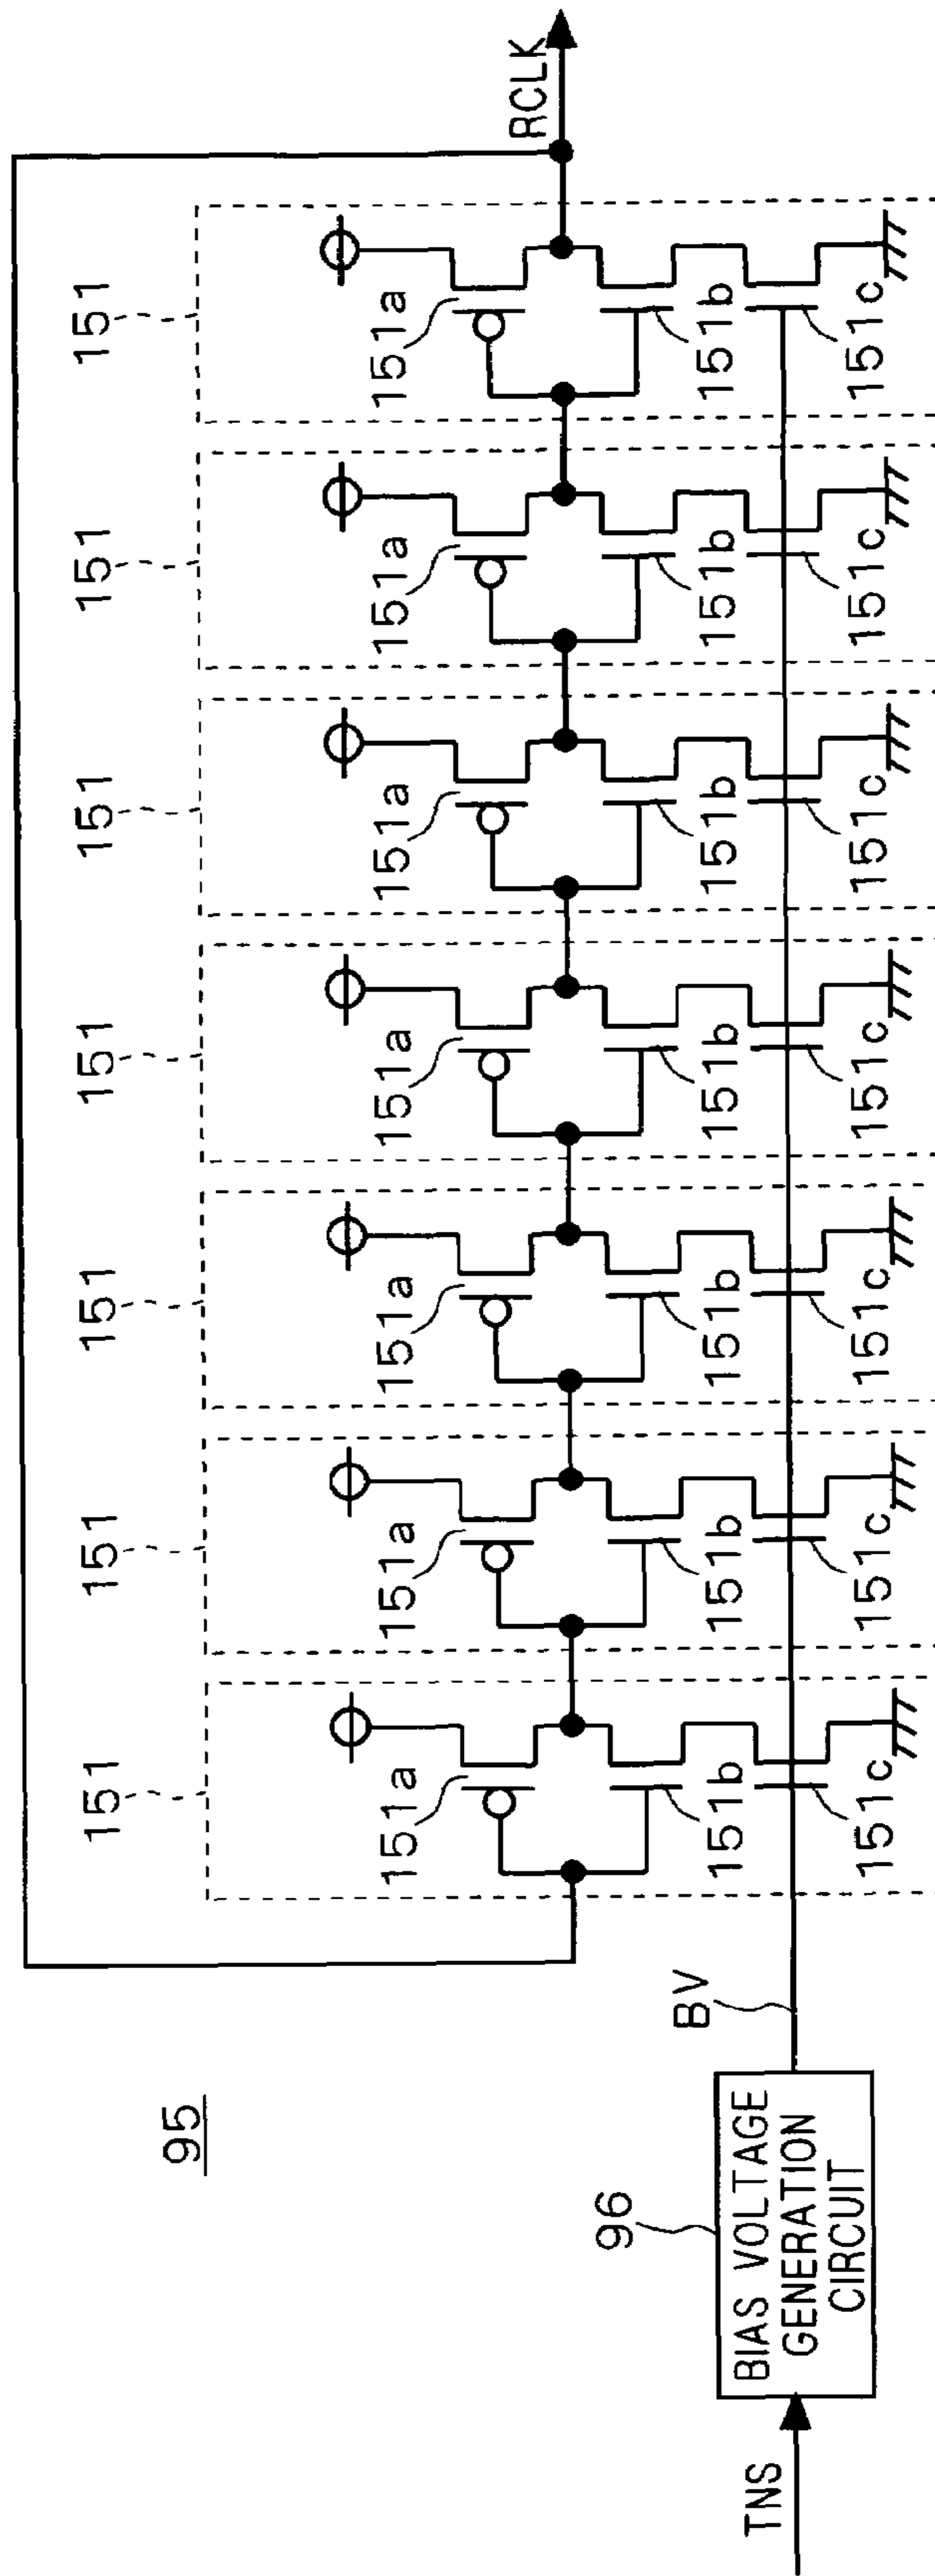 95
151 151 151 151 151 151 151
151a 151a 151a 151a 151a 151a 151a
RCLK
151b 151b 151b 151b 151b 151b 151b
151c 151c 151c 151c 151c 151c 151c
BV
96
BIAS VOLTAGE
GENERATION
CIRCUIT
TNS